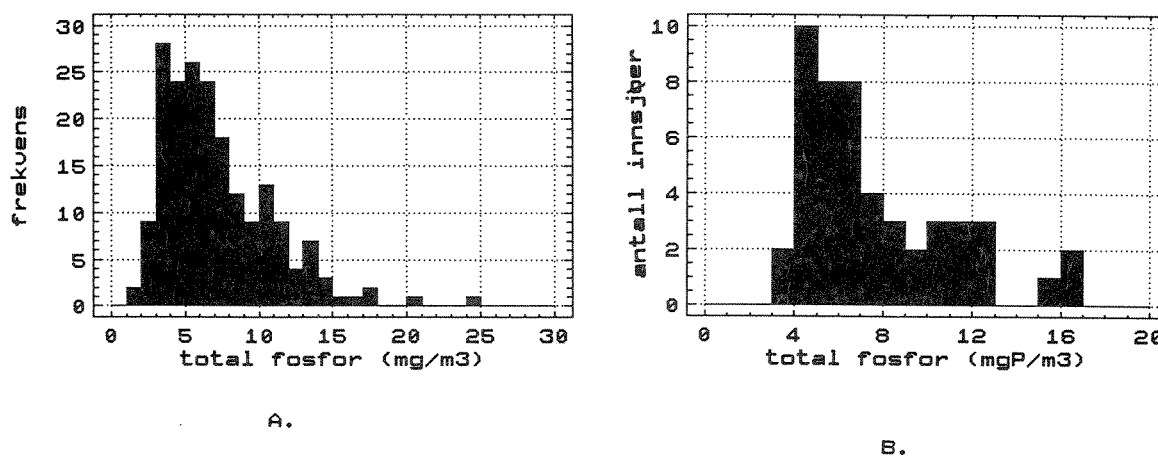 30
25
20
15
10
5
0
frekvens
0 5 10 15 20 25 30
total fosfor (mg/m3)
A.
10
8
6
4
2
0
antall innsjøer
0 4 8 12 16 20
total fosfor (mgP/m3)
B.